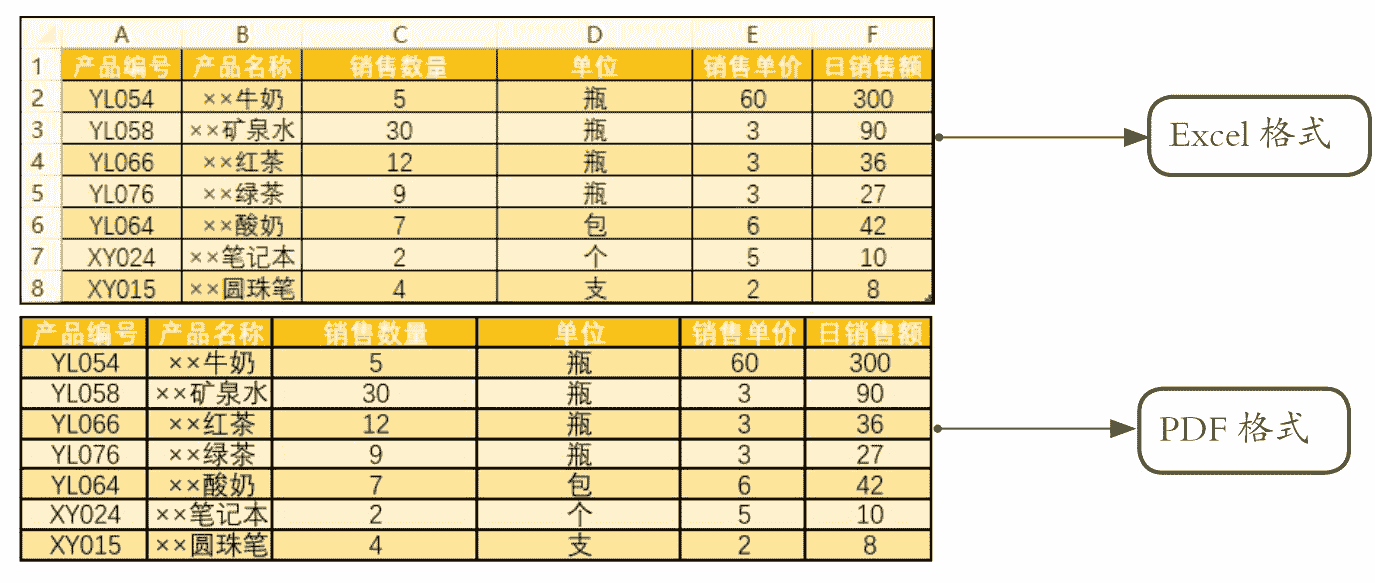 A B C D E F
1 产品编号 产品名称 销售数量 单位 销售单价 日销售额
2 YL054 ××牛奶 5 瓶 60 300
3 YL058 ××矿泉水 30 瓶 3 90
4 YL066 ××红茶 12 瓶 3 36
5 YL076 ××绿茶 9 瓶 3 27
6 YL064 ××酸奶 7 包 6 42
7 XY024 ××笔记本 2 个 5 10
8 XY015 ××圆珠笔 4 支 2 8
Excel 格式
产品编号 产品名称 销售数量 单位 销售单价 日销售额
YL054 ××牛奶 5 瓶 60 300
YL058 ××矿泉水 30 瓶 3 90
YL066 ××红茶 12 瓶 3 36
YL076 ××绿茶 9 瓶 3 27
YL064 ××酸奶 7 包 6 42
XY024 ××笔记本 2 个 5 10
XY015 ××圆珠笔 4 支 2 8
PDF 格式